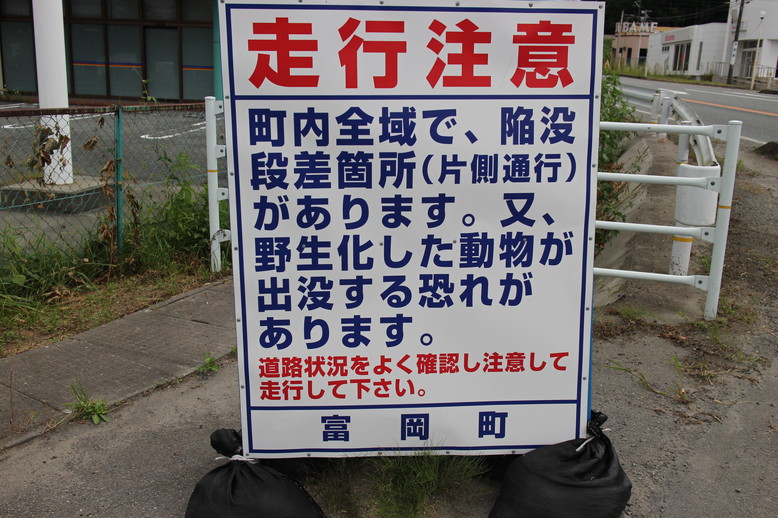 走行注意
町内全域で、陥没
段差箇所(片側通行)
があります。又、
野生化した動物が
出没する恐れが
あります。
道路状況をよく確認し注意して
走行して下さい。
富岡町